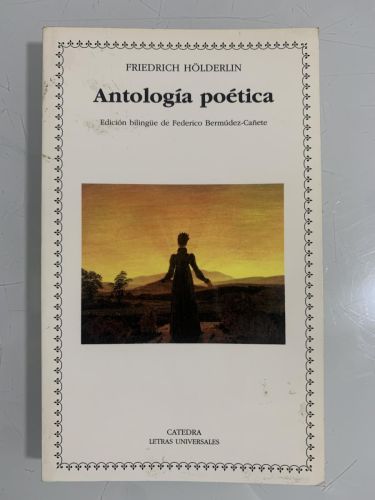 FRIEDRICH HÖLDERLIN
Antología poética
Edición bilingüe de Federico Bermúdez-Cañete
CATEDRA
LETRAS UNIVERSALES